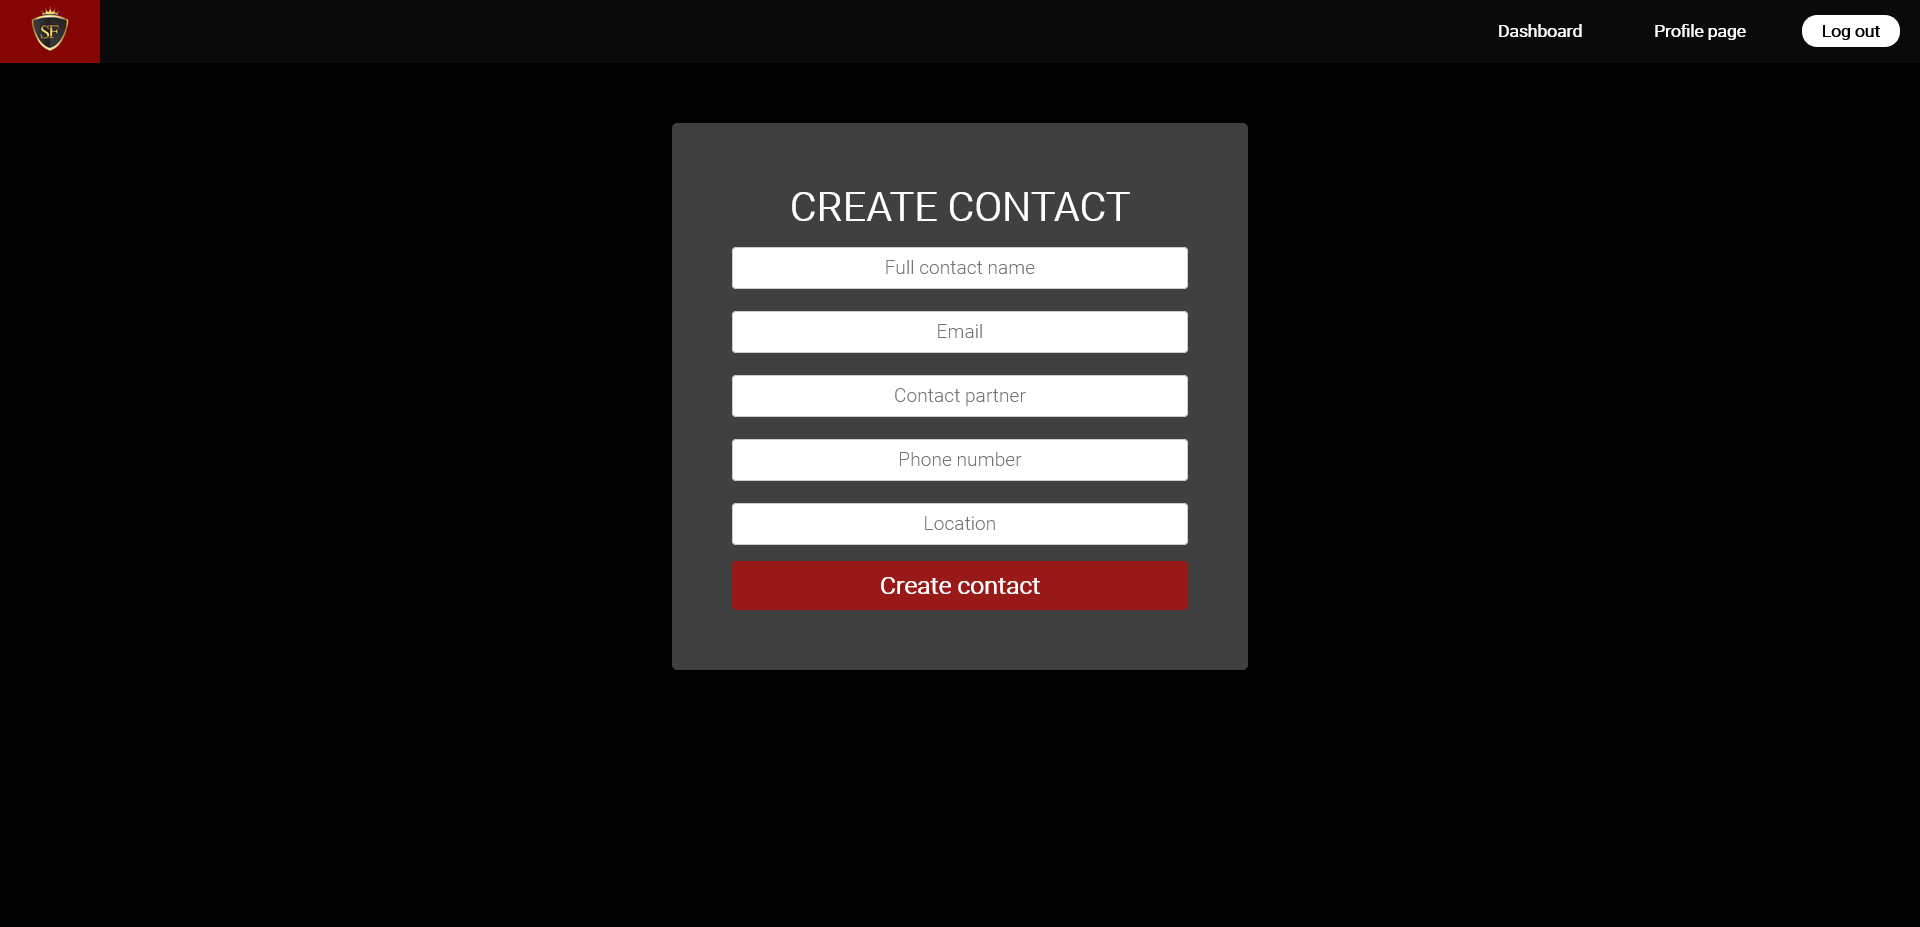 SF
Dashboard
Profile page
Log out
CREATE CONTACT
Full contact name
Email
Contact partner
Phone number
Location
Create contact